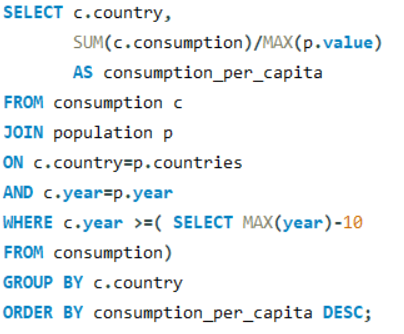 SELECT c.country,
SUM(c.consumption)/MAX(p.value)
AS consumption_per_capita
FROM consumption c
JOIN population p
ON c.country=p.countries
AND c.year=p.year
WHERE c.year >=( SELECT MAX(year)-10
FROM consumption)
GROUP BY c.country
ORDER BY consumption_per_capita DESC;